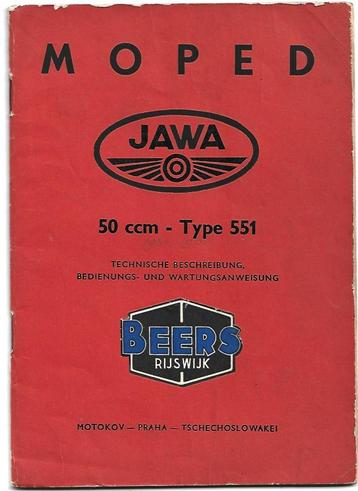 MOPED
JAWA
50 ccm - Type 551
TECHNISCHE BESCHREIBUNG,
BEDIENUNGS- UND WARTUNGSANWEISUNG
BEERS
RIJSWIJK
MOTOKOV — PRAHA — TSCHECHOSLOWAKEI